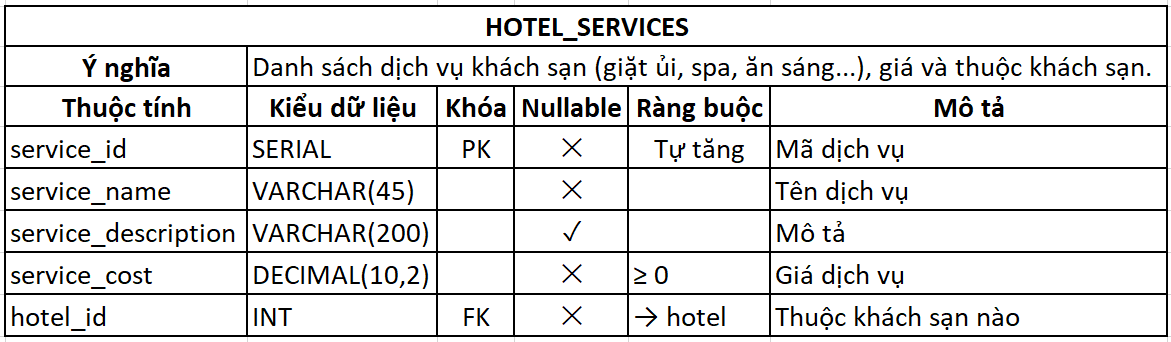 HOTEL_SERVICES
Ý nghĩa Danh sách dịch vụ khách sạn (giặt ủi, spa, ăn sáng...), giá và thuộc khách sạn.
Thuộc tính Kiểu dữ liệu Khóa Nullable Ràng buộc Mô tả
service_id SERIAL PK × Tự tăng Mã dịch vụ
service_name VARCHAR(45) × Tên dịch vụ
service_description VARCHAR(200) ✓ Mô tả
service_cost DECIMAL(10,2) × ≥ 0 Giá dịch vụ
hotel_id INT FK × → hotel Thuộc khách sạn nào